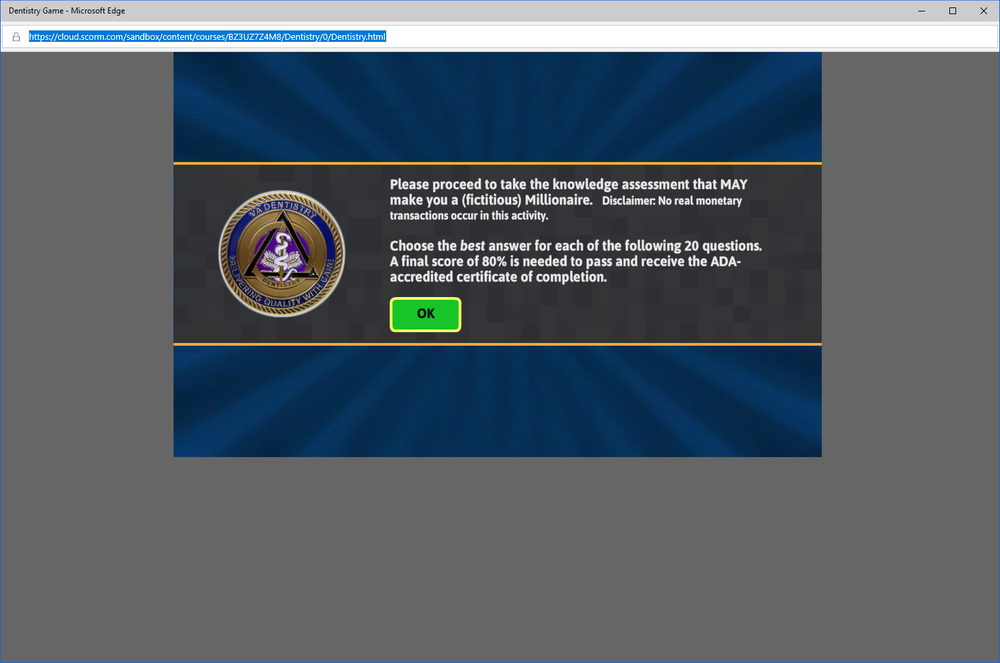 Dentistry Game - Microsoft Edge
https://cloud.scorm.com/sandbox/content/courses/BZ3UZ7Z4M8/Dentistry/0/Dentistry.html
VA DENTISTRY
DENTISTRY
DELIVERING QUALITY WITH CARE
Please proceed to take the knowledge assessment that MAY
make you a (fictitious) Millionaire. Disclaimer: No real monetary
transactions occur in this activity.
Choose the best answer for each of the following 20 questions.
A final score of 80% is needed to pass and receive the ADA-
accredited certificate of completion.
OK